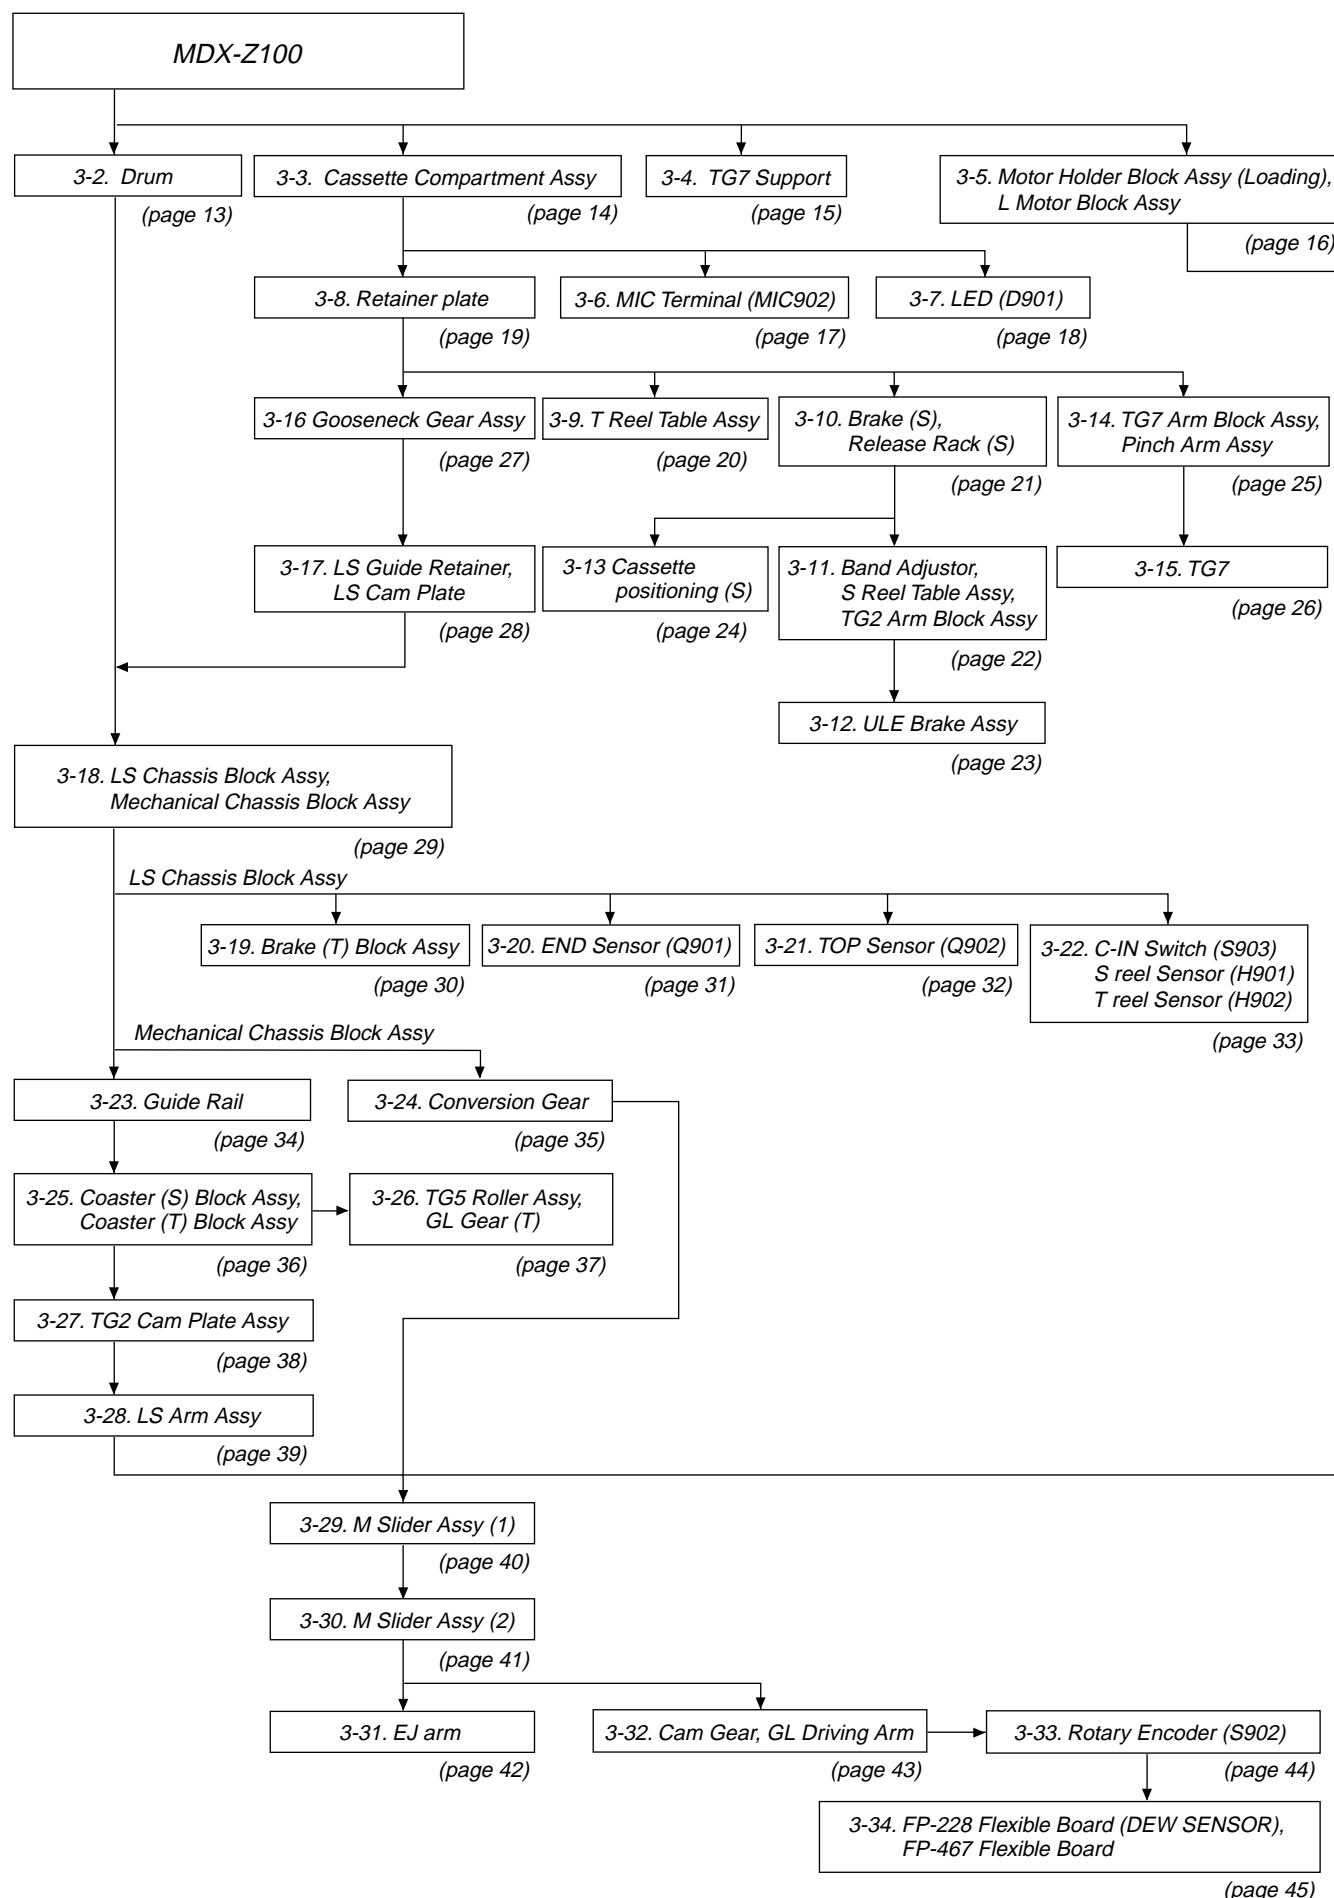 MDX-Z100
3-2. Drum
(page 13)
3-3. Cassette Compartment Assy
(page 14)
3-4. TG7 Support
(page 15)
3-5. Motor Holder Block Assy (Loading),
L Motor Block Assy
(page 16)
3-8. Retainer plate
(page 19)
3-6. MIC Terminal (MIC902)
(page 17)
3-7. LED (D901)
(page 18)
3-16 Gooseneck Gear Assy
(page 27)
3-9. T Reel Table Assy
(page 20)
3-10. Brake (S),
Release Rack (S)
(page 21)
3-14. TG7 Arm Block Assy,
Pinch Arm Assy
(page 25)
3-17. LS Guide Retainer,
LS Cam Plate
(page 28)
3-13 Cassette
positioning (S)
(page 24)
3-11. Band Adjustor,
S Reel Table Assy,
TG2 Arm Block Assy
(page 22)
3-15. TG7
(page 26)
3-12. ULE Brake Assy
(page 23)
3-18. LS Chassis Block Assy,
Mechanical Chassis Block Assy
(page 29)
LS Chassis Block Assy
3-19. Brake (T) Block Assy
(page 30)
3-20. END Sensor (Q901)
(page 31)
3-21. TOP Sensor (Q902)
(page 32)
3-22. C-IN Switch (S903)
S reel Sensor (H901)
T reel Sensor (H902)
(page 33)
Mechanical Chassis Block Assy
3-23. Guide Rail
(page 34)
3-24. Conversion Gear
(page 35)
3-25. Coaster (S) Block Assy,
Coaster (T) Block Assy
(page 36)
3-26. TG5 Roller Assy,
GL Gear (T)
(page 37)
3-27. TG2 Cam Plate Assy
(page 38)
3-28. LS Arm Assy
(page 39)
3-29. M Slider Assy (1)
(page 40)
3-30. M Slider Assy (2)
(page 41)
3-31. EJ arm
(page 42)
3-32. Cam Gear, GL Driving Arm
(page 43)
3-33. Rotary Encoder (S902)
(page 44)
3-34. FP-228 Flexible Board (DEW SENSOR),
FP-467 Flexible Board
(page 45)